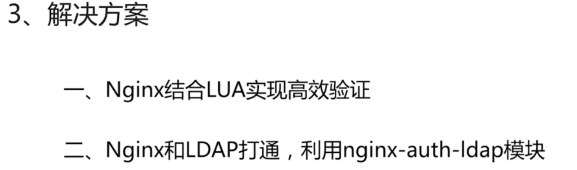 3、解决方案
一、Nginx结合LUA实现高效验证
二、Nginx和LDAP打通，利用nginx-auth-ldap模块